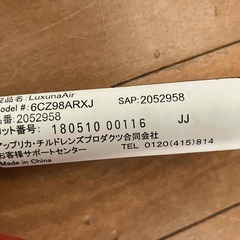 製品名: LuxunaAir
Model #: 6CZ98ARXJ SAP: 2052958
品番: 2052958
ロット番号: 180510 00116 JJ
アップリカ・チルドレンズプロダクツ合同会社
お客様サポートセンター TEL 0120(415)814
Made in China